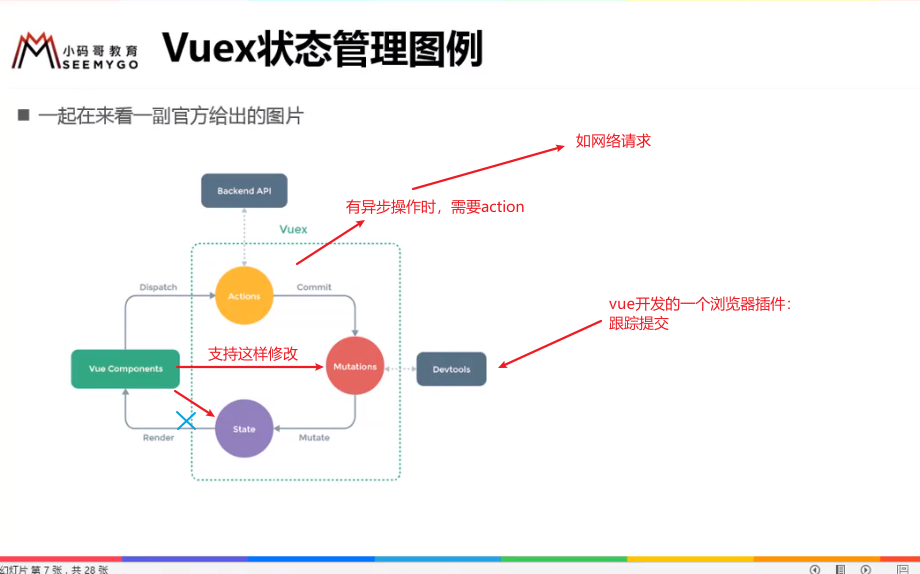 小码哥教育
SEEMYGO
Vuex状态管理图例
一起在来看一副官方给出的图片
如网络请求
Backend API
有异步操作时，需要action
Vuex
Dispatch
Actions
Commit
vue开发的一个浏览器插件：
跟踪提交
支持这样修改
Vue Components
Mutations
Devtools
State
Render
Mutate
幻灯片 第 7 张，共 28 张